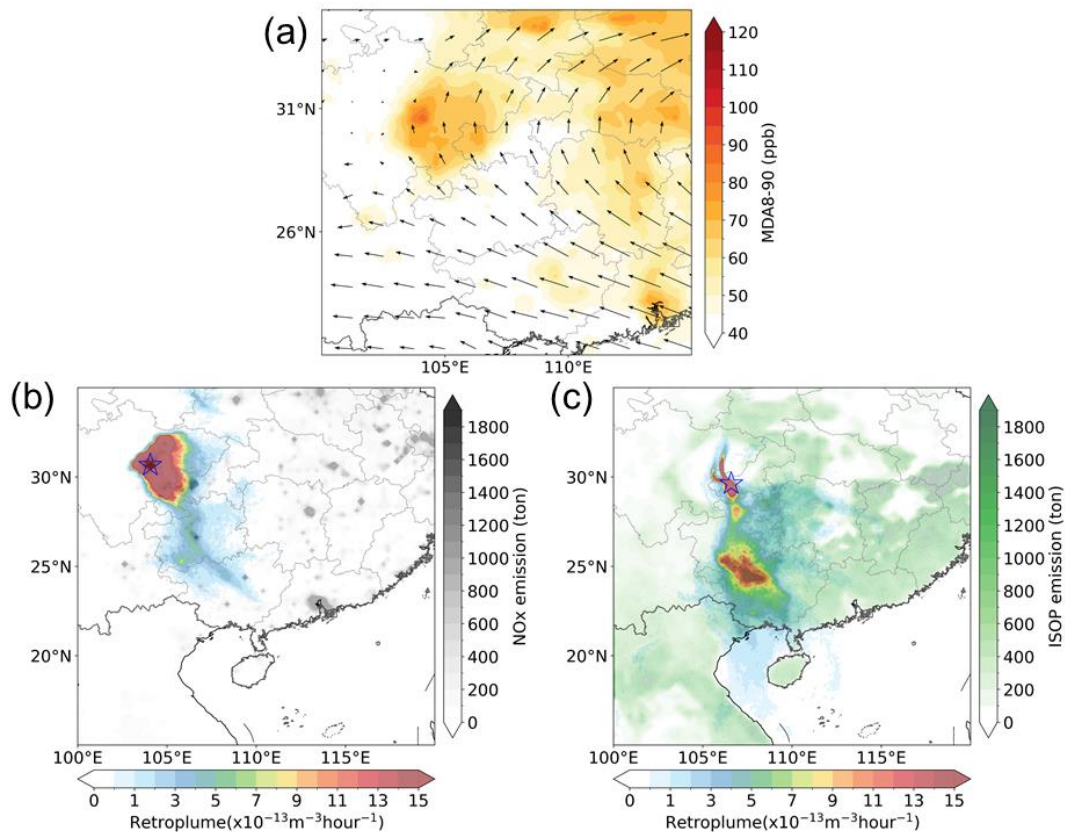 (a)
31°N
26°N
105°E
110°E
120
110
100
90
80
70
60
50
40
MDA8-90 (ppb)
(b)
30°N
25°N
20°N
100°E
105°E
110°E
115°E
1800
1600
1400
1200
1000
800
600
400
200
0
NOx emission (ton)
0
1
3
5
7
9
11
13
15
Retroplume(x10⁻¹³m⁻³hour⁻¹)
(c)
30°N
25°N
20°N
100°E
105°E
110°E
115°E
1800
1600
1400
1200
1000
800
600
400
200
0
ISOP emission (ton)
0
1
3
5
7
9
11
13
15
Retroplume(x10⁻¹³m⁻³hour⁻¹)